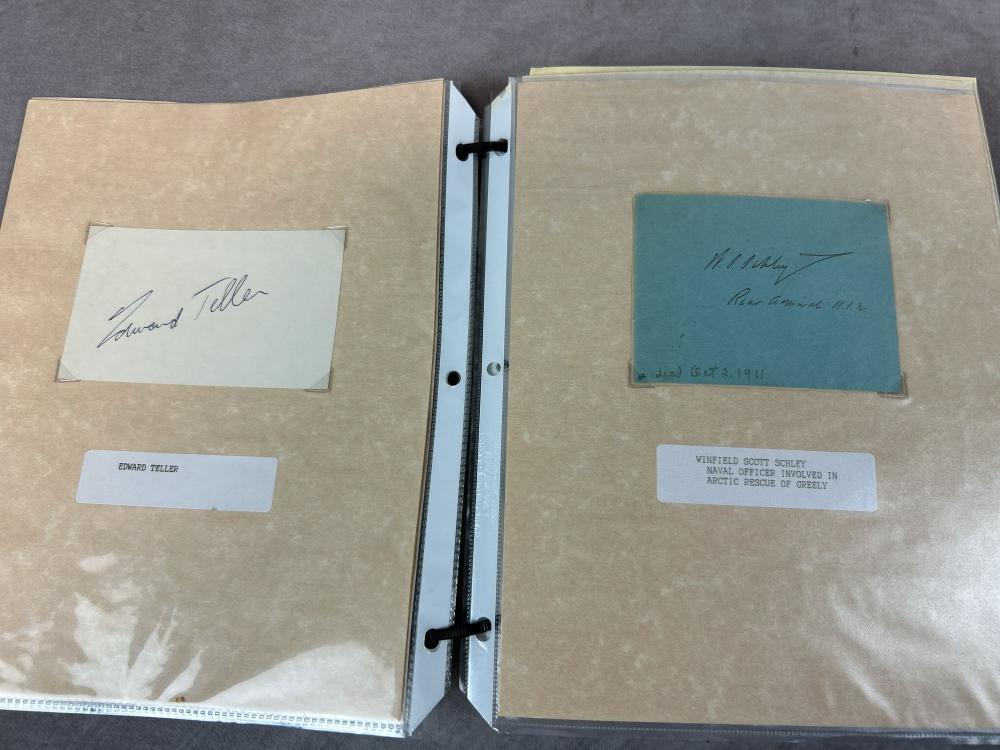 Edward Teller
EDWARD TELLER
W. S. Schley
Rear Admiral U.S.N.
died Oct 2, 1911
WINFIELD SCOTT SCHLEY
NAVAL OFFICER INVOLVED IN
ARCTIC RESCUE OF GREELY